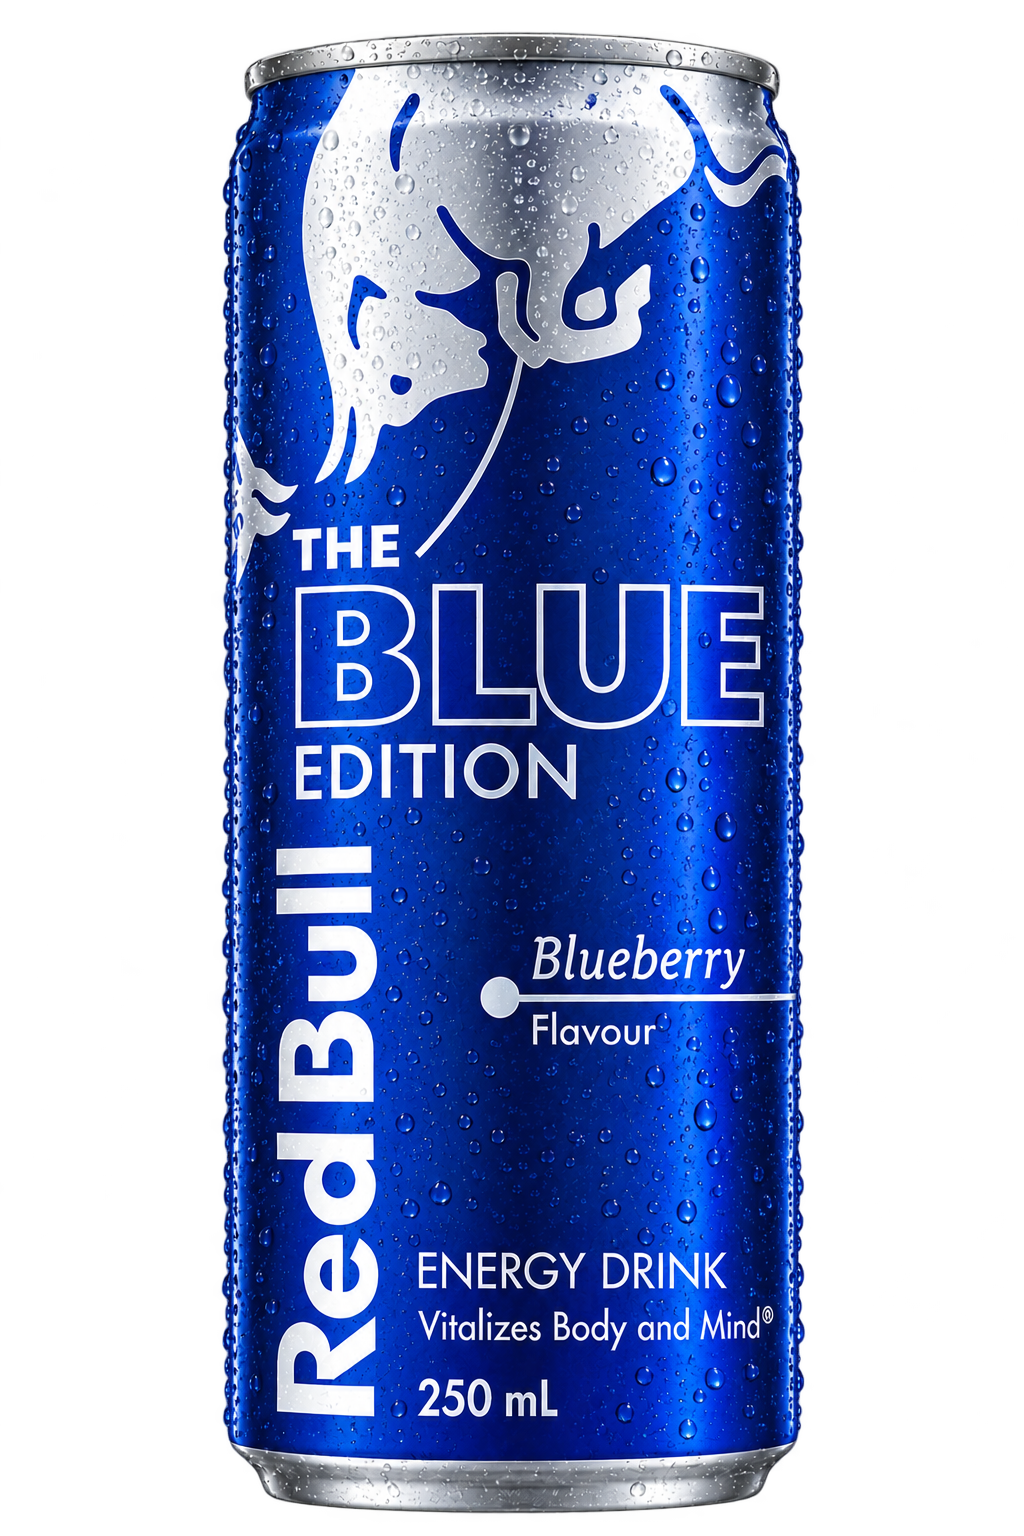 THE
BLUE
EDITION
Red Bull
Blueberry
Flavour
ENERGY DRINK
Vitalizes Body and Mind®
250 mL